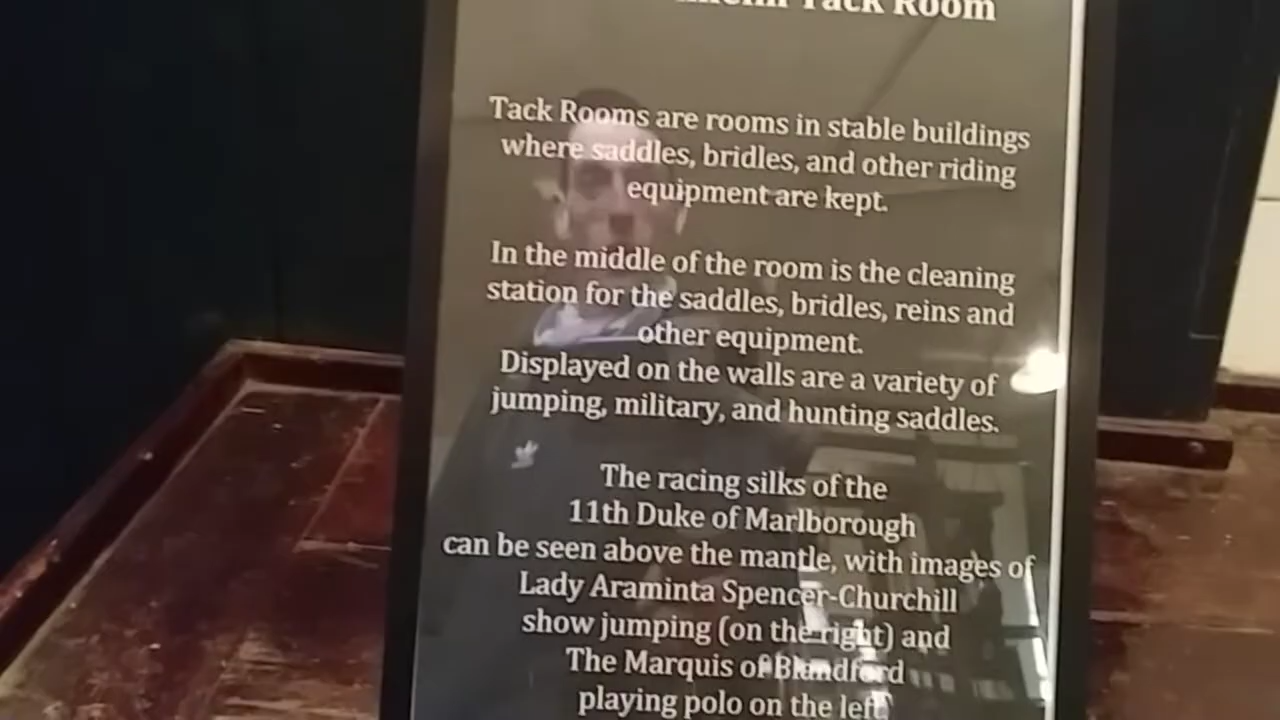 Tack Room
Tack Rooms are rooms in stable buildings
where saddles, bridles, and other riding
equipment are kept.
In the middle of the room is the cleaning
station for the saddles, bridles, reins and
other equipment.
Displayed on the walls are a variety of
jumping, military, and hunting saddles.
The racing silks of the
11th Duke of Marlborough
can be seen above the mantle, with images of
Lady Araminta Spencer-Churchill
show jumping (on the right) and
The Marquis of Blandford
playing polo on the left